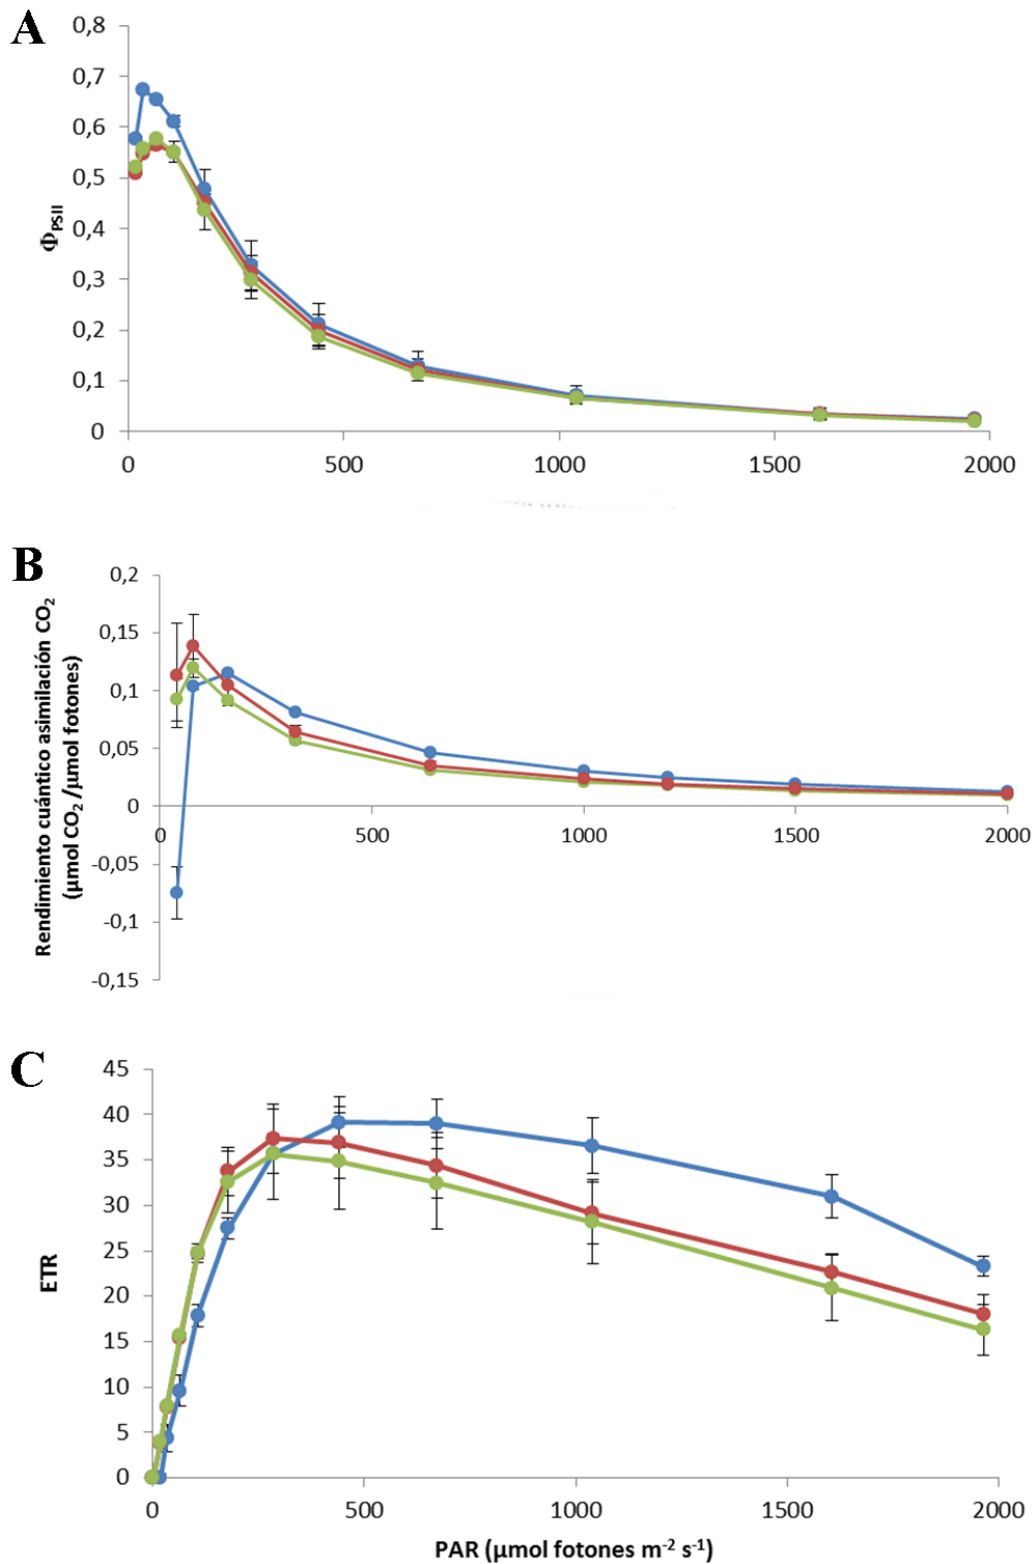 A
0,8
0,7
0,6
0,5
0,4
0,3
0,2
0,1
0
Φ_PSII
0 500 1000 1500 2000
B
0,2
0,15
0,1
0,05
0
-0,05
-0,1
-0,15
Rendimiento cuántico asimilación CO₂
(µmol CO₂ /µmol fotones)
0 500 1000 1500 2000
C
45
40
35
30
25
20
15
10
5
0
ETR
0 500 1000 1500 2000
PAR (µmol fotones m⁻² s⁻¹)